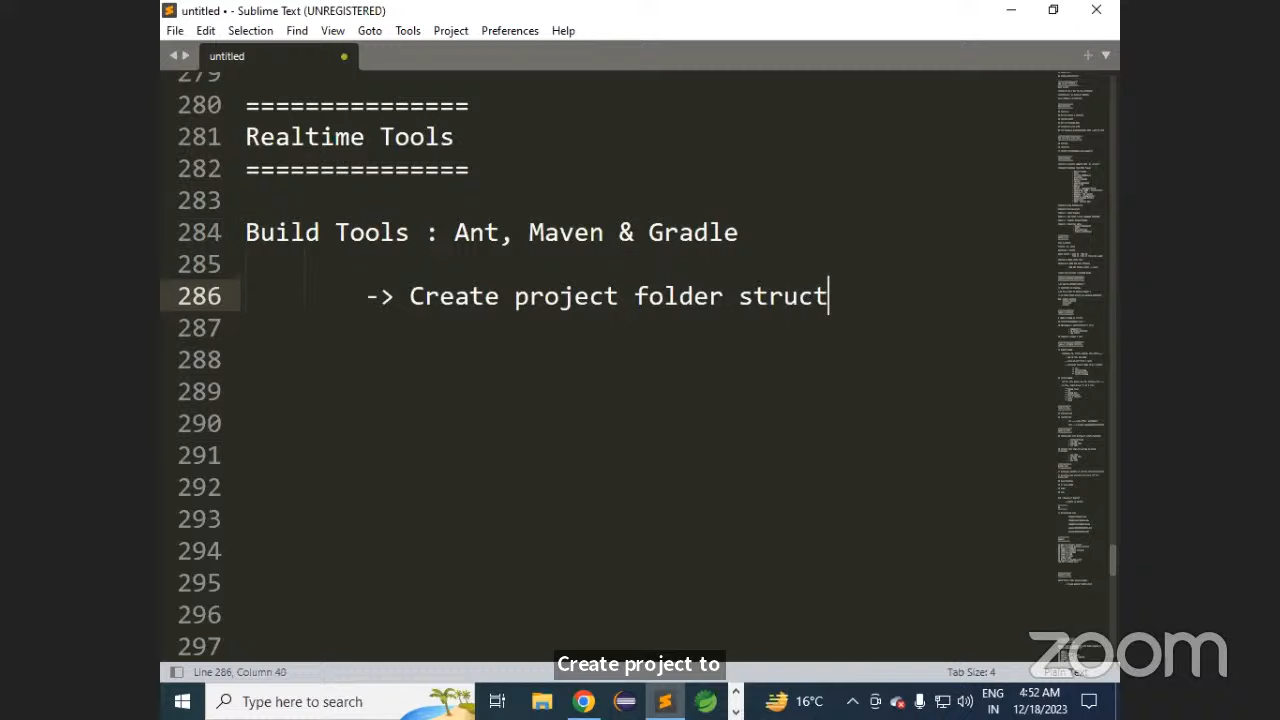 untitled • - Sublime Text (UNREGISTERED)
File Edit Selection Find View Goto Tools Project Preferences Help
untitled
279
280 ===============
281 Realtime Tools
282 ===============
283
284 Build Tools : Ant, Maven & Gradle
285
286 -> Create project folder struct
287
288
289
290
291
292
293
294
295
296
297
zoom
Create project to
Line 286, Column 40
Tab Size: 4
Plain Text
Type here to search
16°C
ENG
IN
4:52 AM
12/18/2023